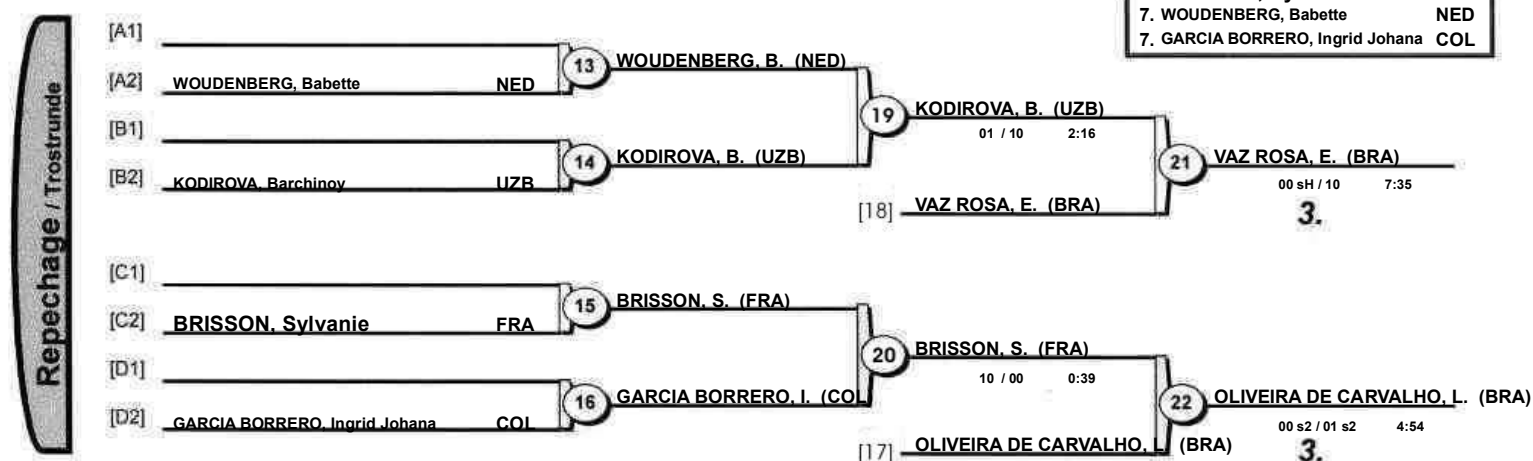 7. WOUDENBERG, Babette NED
7. GARCIA BORRERO, Ingrid Johana COL
Repechage / Trostrunde
[A1]
[A2] WOUDENBERG, Babette NED
13 WOUDENBERG, B. (NED)
[B1]
[B2] KODIROVA, Barchinoy UZB
14 KODIROVA, B. (UZB)
19 KODIROVA, B. (UZB)
01 / 10 2:16
[18] VAZ ROSA, E. (BRA)
21 VAZ ROSA, E. (BRA)
00 sH / 10 7:35
3.
[C1]
[C2] BRISSON, Sylvanie FRA
15 BRISSON, S. (FRA)
[D1]
[D2] GARCIA BORRERO, Ingrid Johana COL
16 GARCIA BORRERO, I. (COL
20 BRISSON, S. (FRA)
10 / 00 0:39
[17] OLIVEIRA DE CARVALHO, L. (BRA)
22 OLIVEIRA DE CARVALHO, L. (BRA)
00 s2 / 01 s2 4:54
3.